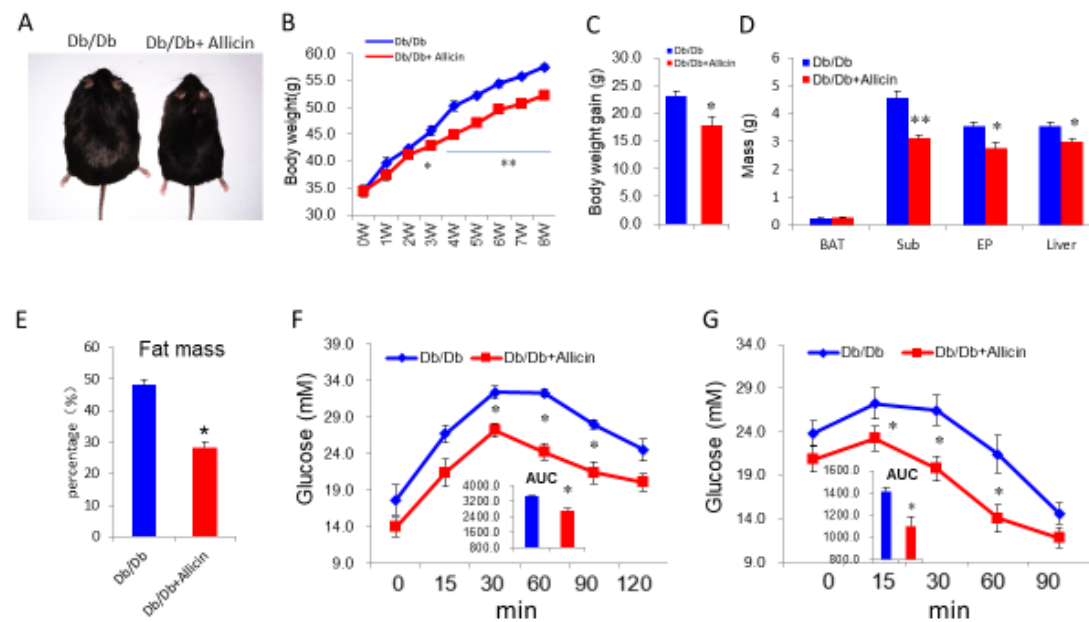 A
Db/Db
Db/Db+ Allicin
B
Db/Db
Db/Db+ Allicin
Body weight(g)
60.0
55.0
50.0
45.0
40.0
35.0
30.0
*
**
0W
1W
2W
3W
4W
5W
6W
7W
8W
C
Db/Db
Db/Db+Allicin
Body weight gain (g)
30.0
25.0
20.0
15.0
10.0
5.0
0.0
*
D
Db/Db
Db/Db+Allicin
Mass (g)
6
5
4
3
2
1
0
**
*
*
BAT
Sub
EP
Liver
E
Fat mass
percentage (%)
60
50
40
30
20
10
0
*
Db/Db
Db/Db+Allicin
F
Db/Db
Db/Db+Allicin
Glucose (mM)
39.0
34.0
29.0
24.0
19.0
14.0
9.0
*
*
*
AUC
4000.0
3200.0
2400.0
1600.0
800.0
*
0
15
30
60
90
120
min
G
Db/Db
Db/Db+Allicin
Glucose (mM)
34.0
29.0
24.0
19.0
14.0
9.0
*
*
*
AUC
1600.0
1400.0
1200.0
1000.0
800.0
*
0
15
30
60
90
min